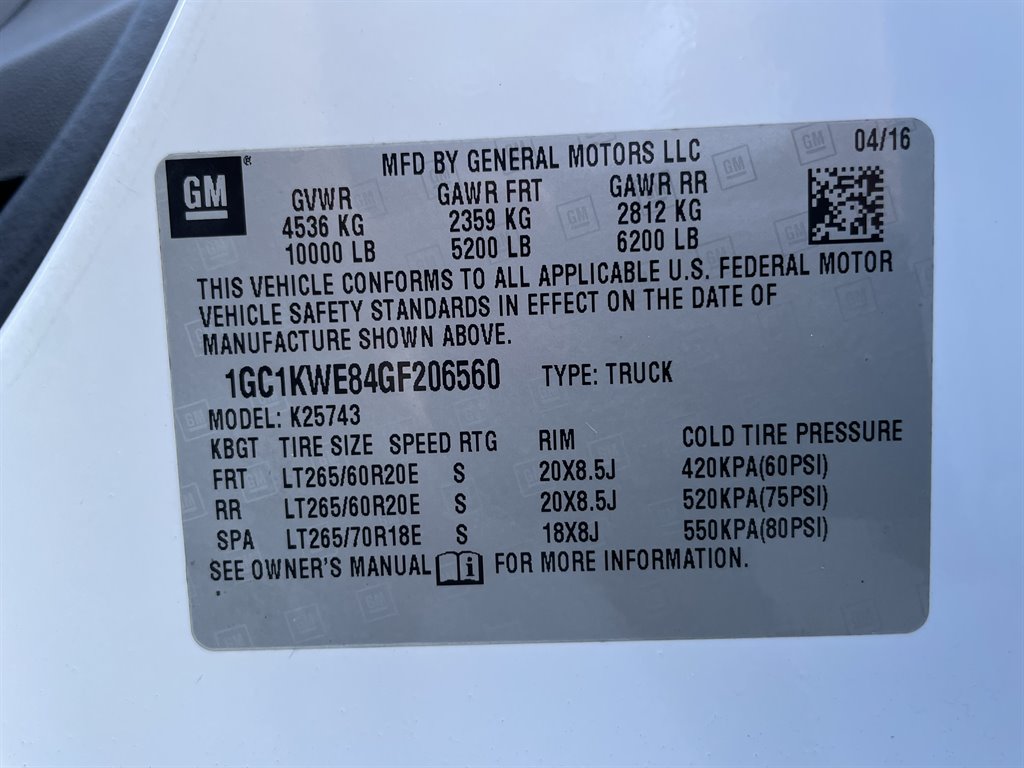 GM ®
MFD BY GENERAL MOTORS LLC 04/16
GVWR GAWR FRT GAWR RR
4536 KG 2359 KG 2812 KG
10000 LB 5200 LB 6200 LB
THIS VEHICLE CONFORMS TO ALL APPLICABLE U.S. FEDERAL MOTOR
VEHICLE SAFETY STANDARDS IN EFFECT ON THE DATE OF
MANUFACTURE SHOWN ABOVE.
1GC1KWE84GF206560 TYPE: TRUCK
MODEL: K25743
KBGT TIRE SIZE SPEED RTG RIM COLD TIRE PRESSURE
FRT LT265/60R20E S 20X8.5J 420KPA(60PSI)
RR LT265/60R20E S 20X8.5J 520KPA(75PSI)
SPA LT265/70R18E S 18X8J 550KPA(80PSI)
SEE OWNER'S MANUAL i FOR MORE INFORMATION.